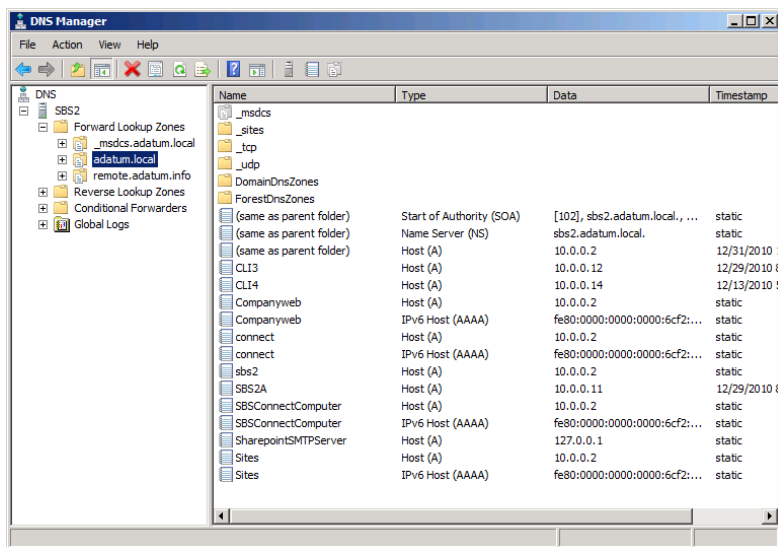 DNS Manager
File Action View Help
DNS
SBS2
Forward Lookup Zones
_msdcs.adatum.local
adatum.local
remote.adatum.info
Reverse Lookup Zones
Conditional Forwarders
Global Logs
Name Type Data Timestamp
_msdcs
_sites
_tcp
_udp
DomainDnsZones
ForestDnsZones
(same as parent folder) Start of Authority (SOA) [102], sbs2.adatum.local., ... static
(same as parent folder) Name Server (NS) sbs2.adatum.local. static
(same as parent folder) Host (A) 10.0.0.2 12/31/2010
CLI3 Host (A) 10.0.0.12 12/29/2010 8
CLI4 Host (A) 10.0.0.14 12/13/2010 5
Companyweb Host (A) 10.0.0.2 static
Companyweb IPv6 Host (AAAA) fe80:0000:0000:0000:6cf2:... static
connect Host (A) 10.0.0.2 static
connect IPv6 Host (AAAA) fe80:0000:0000:0000:6cf2:... static
sbs2 Host (A) 10.0.0.2 static
SBS2A Host (A) 10.0.0.11 12/29/2010 8
SBSConnectComputer Host (A) 10.0.0.2 static
SBSConnectComputer IPv6 Host (AAAA) fe80:0000:0000:0000:6cf2:... static
SharepointSMTPServer Host (A) 127.0.0.1 static
Sites Host (A) 10.0.0.2 static
Sites IPv6 Host (AAAA) fe80:0000:0000:0000:6cf2:... static